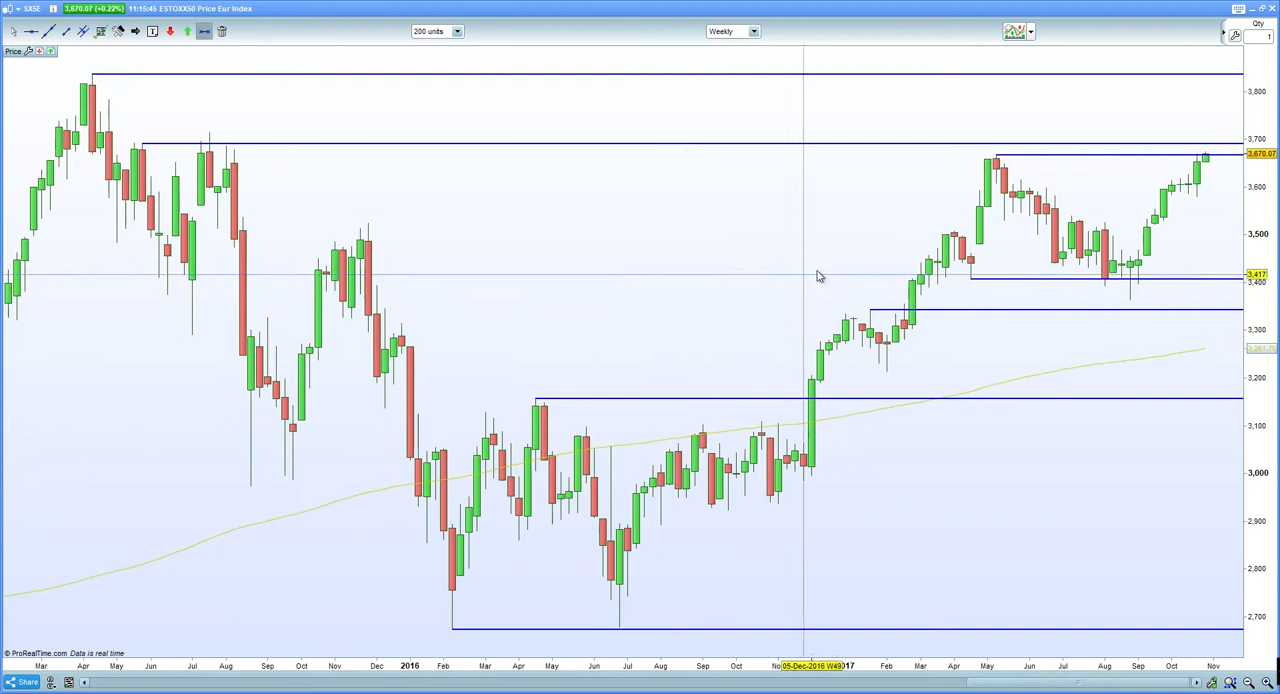 SX5E 3,670.07 (+0.22%) 11:15:45 ESTOXX50 Price Eur Index
200 units
Weekly
Qty
1
Price
3,800
3,700
3,670.07
3,600
3,500
3,417
3,400
3,300
3,200
3,100
3,000
2,900
2,800
2,700
© ProRealTime.com Data is real time
Mar Apr May Jun Jul Aug Sep Oct Nov Dec 2016 Feb Mar Apr May Jun Jul Aug Sep Oct 05-Dec-2016 W49 Feb Mar Apr May Jun Jul Aug Sep Oct Nov
Share